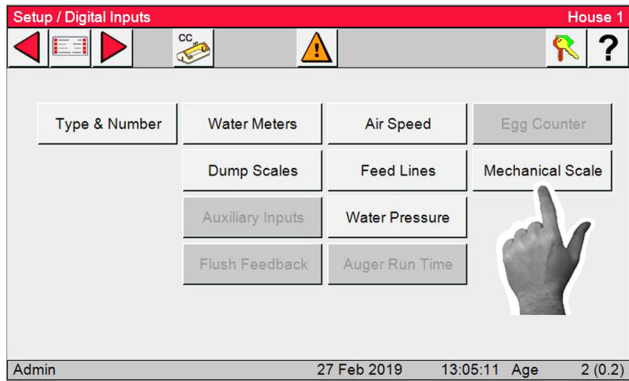 Setup / Digital Inputs House 1
CC
?
Type & Number Water Meters Air Speed Egg Counter
Dump Scales Feed Lines Mechanical Scale
Auxiliary Inputs Water Pressure
Flush Feedback Auger Run Time
Admin 27 Feb 2019 13:05:11 Age 2 (0.2)